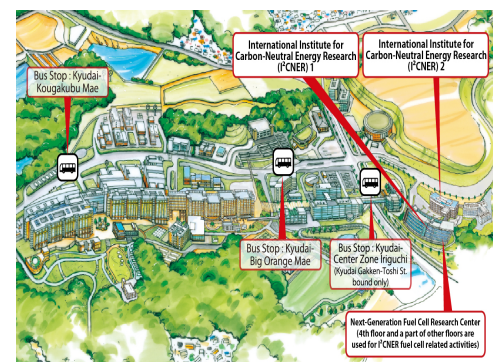 International Institute for
Carbon-Neutral Energy Research
(I²CNER) 1
International Institute for
Carbon-Neutral Energy Research
(I²CNER) 2
Bus Stop : Kyudai-
Kougakubu Mae
Bus Stop : Kyudai-
Big Orange Mae
Bus Stop : Kyudai-
Center Zone Iriguchi
(Kyudai Gakken-Toshi St.
bound only)
Next-Generation Fuel Cell Research Center
(4th floor and a part of other floors are
used for I²CNER fuel cell related activities)